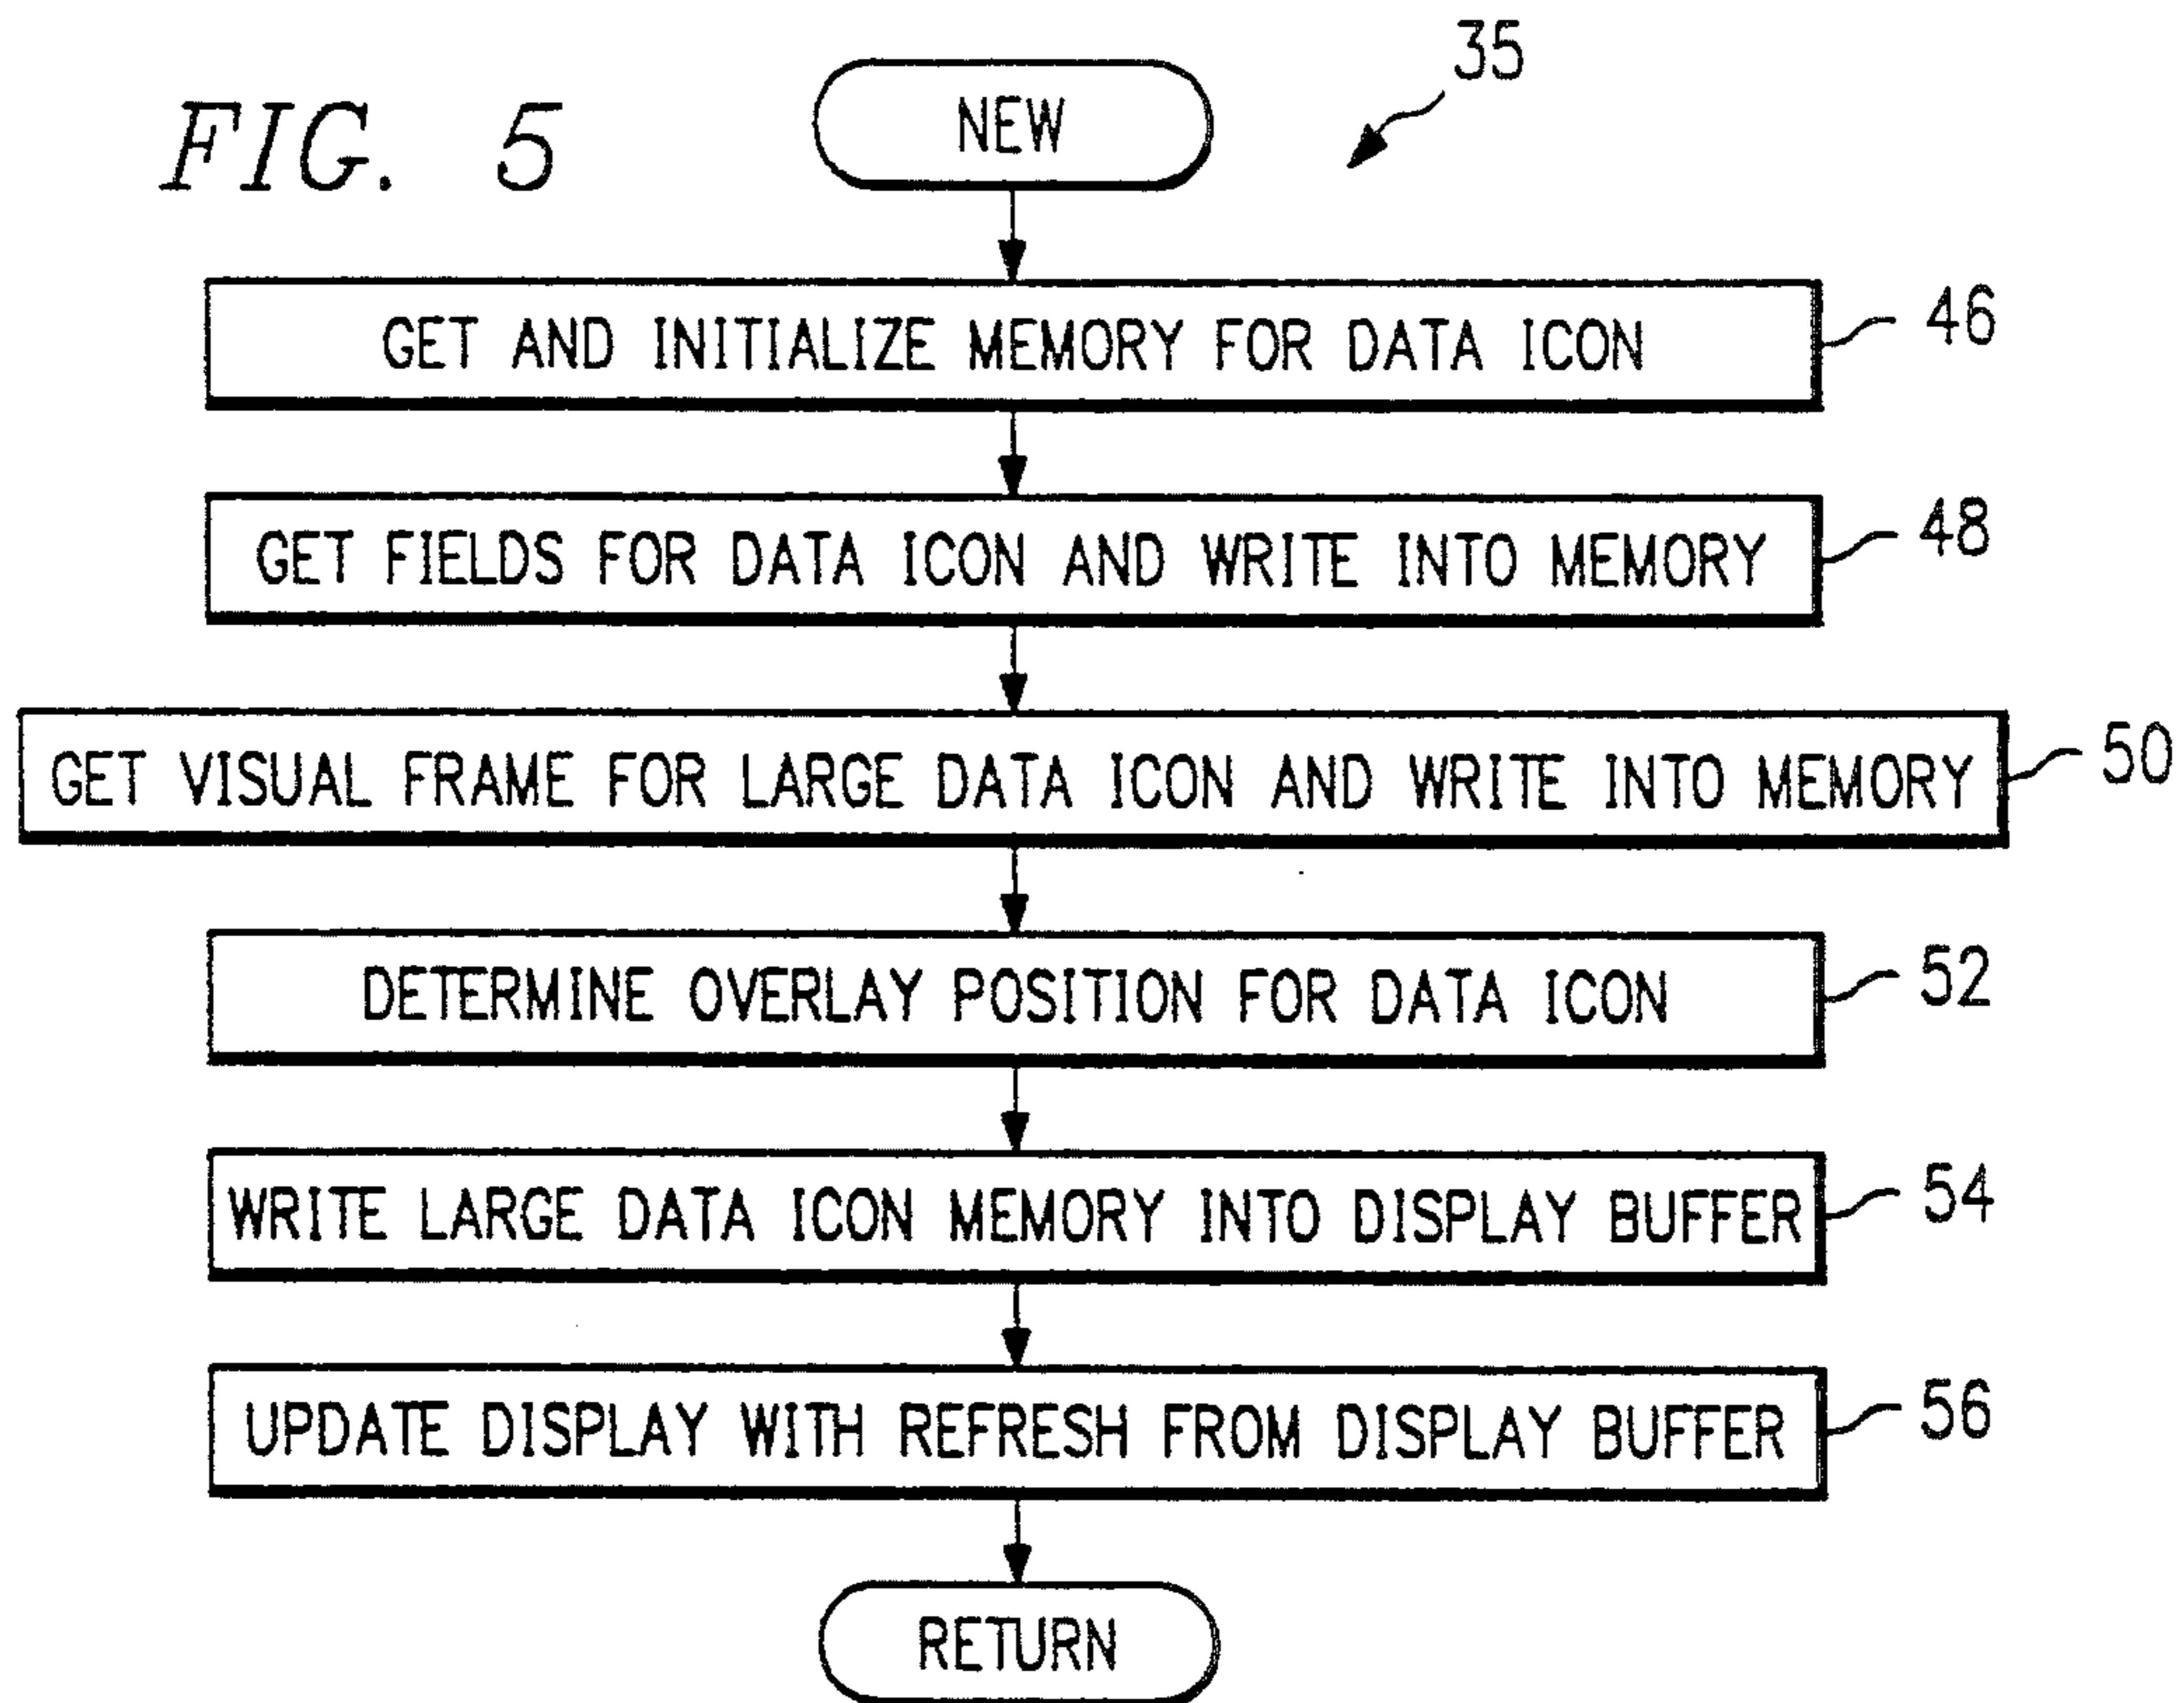 FIG. 5
NEW
35
GET AND INITIALIZE MEMORY FOR DATA ICON
46
GET FIELDS FOR DATA ICON AND WRITE INTO MEMORY
48
GET VISUAL FRAME FOR LARGE DATA ICON AND WRITE INTO MEMORY
50
DETERMINE OVERLAY POSITION FOR DATA ICON
52
WRITE LARGE DATA ICON MEMORY INTO DISPLAY BUFFER
54
UPDATE DISPLAY WITH REFRESH FROM DISPLAY BUFFER
56
RETURN